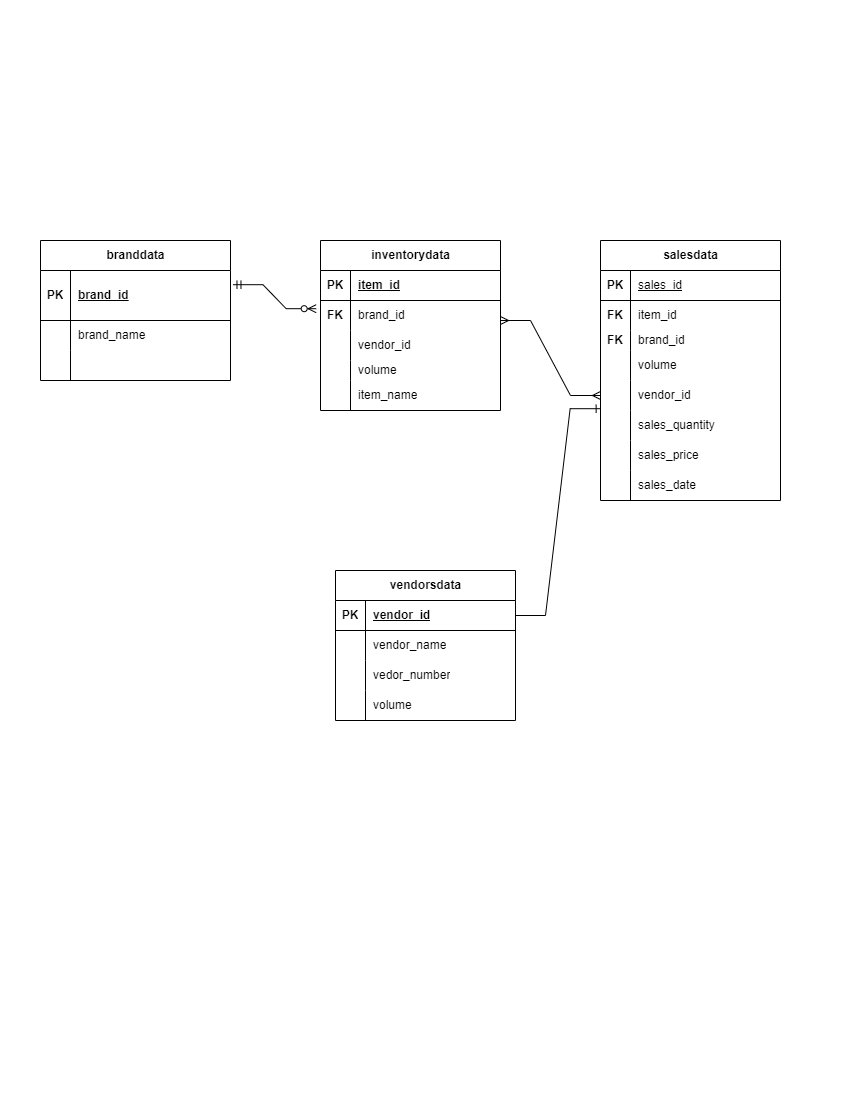 branddata
PK brand_id
brand_name
inventorydata
PK item_id
FK brand_id
vendor_id
volume
item_name
salesdata
PK sales_id
FK item_id
FK brand_id
volume
vendor_id
sales_quantity
sales_price
sales_date
vendorsdata
PK vendor_id
vendor_name
vedor_number
volume